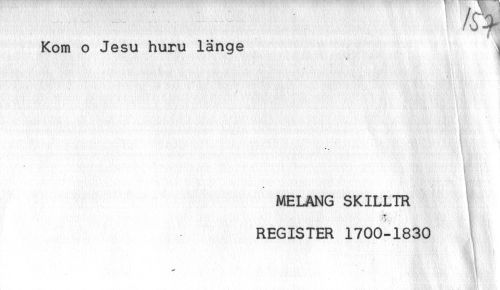 157
Kom o Jesu huru länge
MELANG SKILLTR
REGISTER 1700-1830